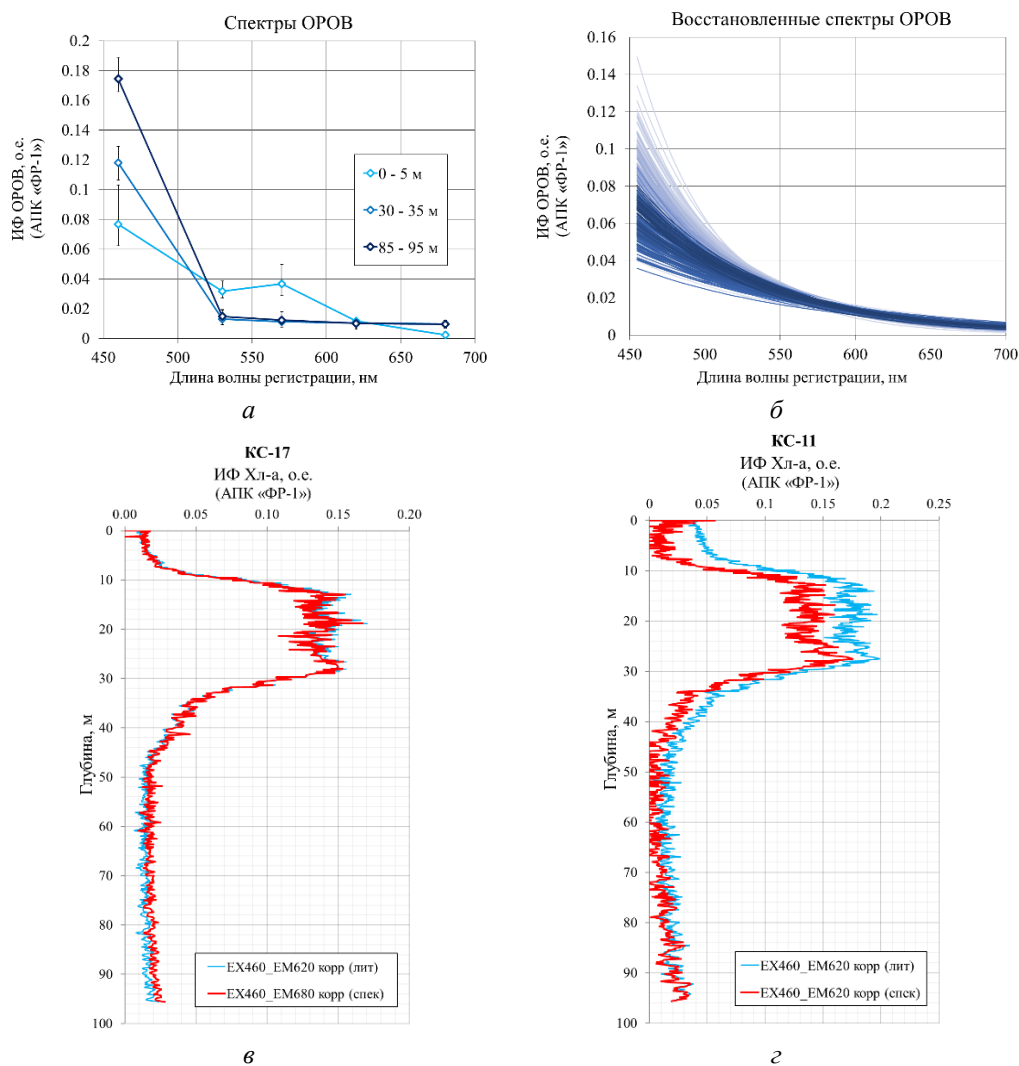 Спектры ОРОВ
ИФ ОРОВ, о.е.
(АПК «ФР-1»)
0.2
0.18
0.16
0.14
0.12
0.1
0.08
0.06
0.04
0.02
0
450 500 550 600 650 700
Длина волны регистрации, нм
0 - 5 м
30 - 35 м
85 - 95 м
а
Восстановленные спектры ОРОВ
ИФ ОРОВ, о.е.
(АПК «ФР-1»)
0.16
0.14
0.12
0.10
0.08
0.06
0.04
0.02
0
450 500 550 600 650 700
Длина волны регистрации, нм
б
КС-17
ИФ Хл-а, о.е.
(АПК «ФР-1»)
0.00 0.05 0.10 0.15 0.20
Глубина, м
0
10
20
30
40
50
60
70
80
90
100
EX460_EM620 корр (лит)
EX460_EM680 корр (спек)
в
КС-11
ИФ Хл-а, о.е.
(АПК «ФР-1»)
0 0.05 0.1 0.15 0.2 0.25
Глубина, м
0
10
20
30
40
50
60
70
80
90
100
EX460_EM620 корр (лит)
EX460_EM620 корр (спек)
г